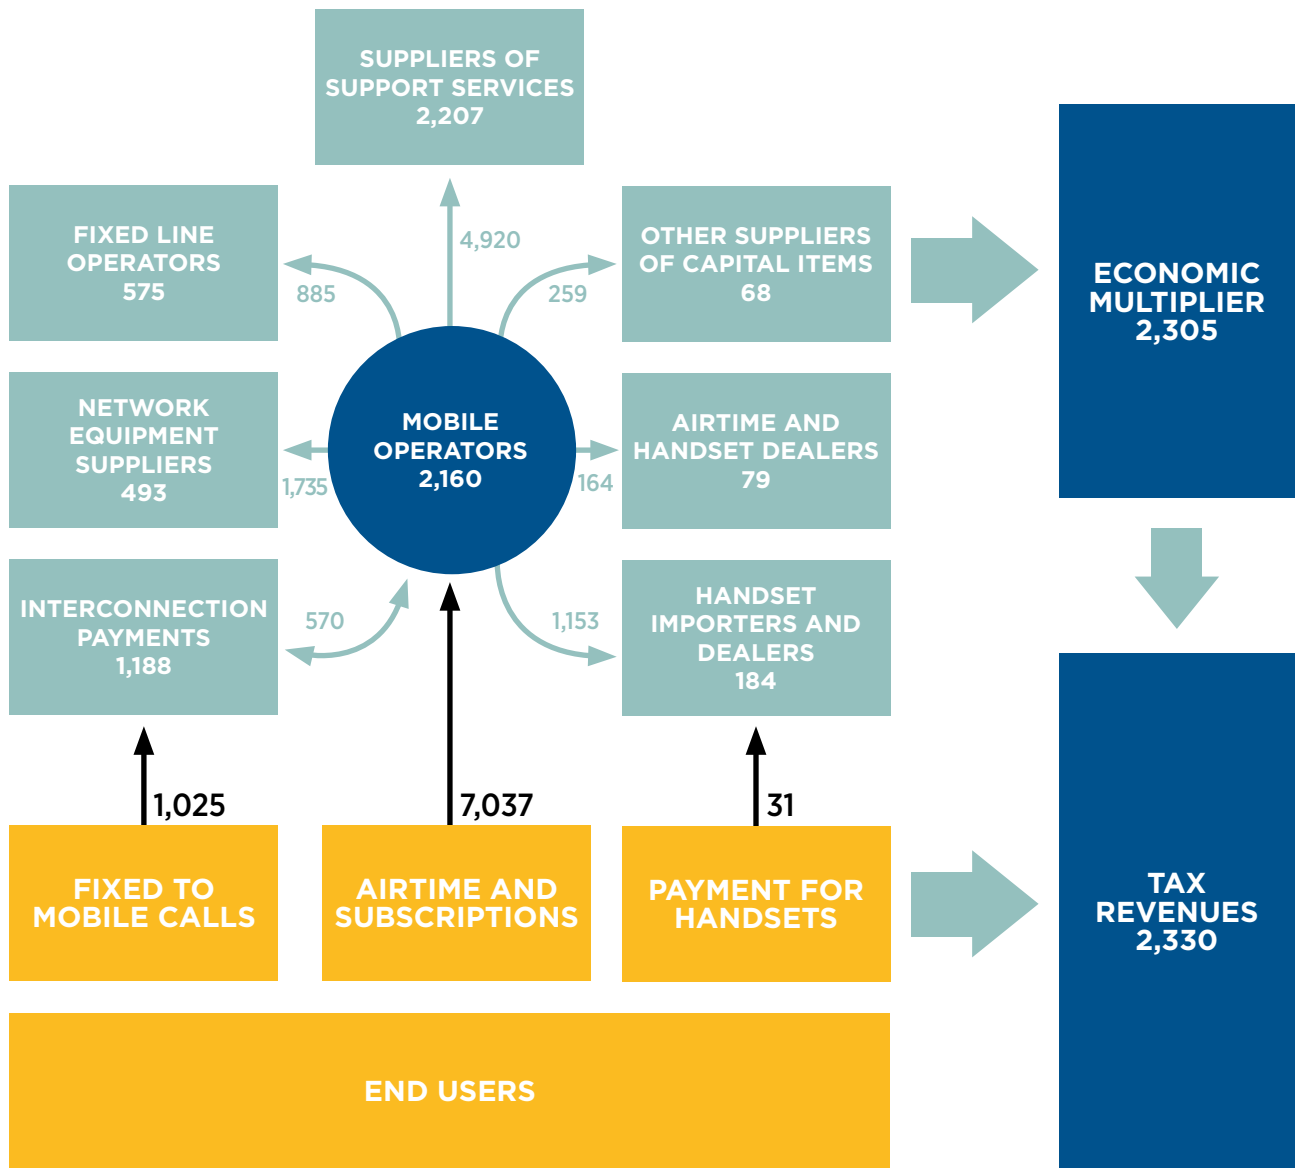 SUPPLIERS OF
SUPPORT SERVICES
2,207
FIXED LINE
OPERATORS
575
885
4,920
259
OTHER SUPPLIERS
OF CAPITAL ITEMS
68
ECONOMIC
MULTIPLIER
2,305
NETWORK
EQUIPMENT
SUPPLIERS
493
1,735
MOBILE
OPERATORS
2,160
164
AIRTIME AND
HANDSET DEALERS
79
INTERCONNECTION
PAYMENTS
1,188
570
1,153
HANDSET
IMPORTERS AND
DEALERS
184
1,025
7,037
31
FIXED TO
MOBILE CALLS
AIRTIME AND
SUBSCRIPTIONS
PAYMENT FOR
HANDSETS
TAX
REVENUES
2,330
END USERS